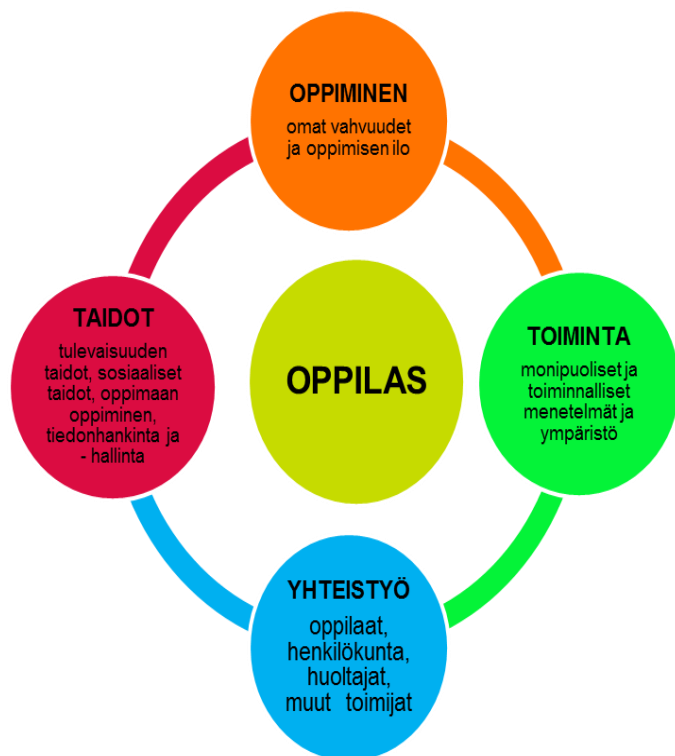 OPPIMINEN
omat vahvuudet
ja oppimisen ilo
TAIDOT
tulevaisuuden
taidot, sosiaaliset
taidot, oppimaan
oppiminen,
tiedonhankinta ja
- hallinta
OPPILAS
TOIMINTA
monipuoliset ja
toiminnalliset
menetelmät ja
ympäristö
YHTEISTYÖ
oppilaat,
henkilökunta,
huoltajat,
muut toimijat